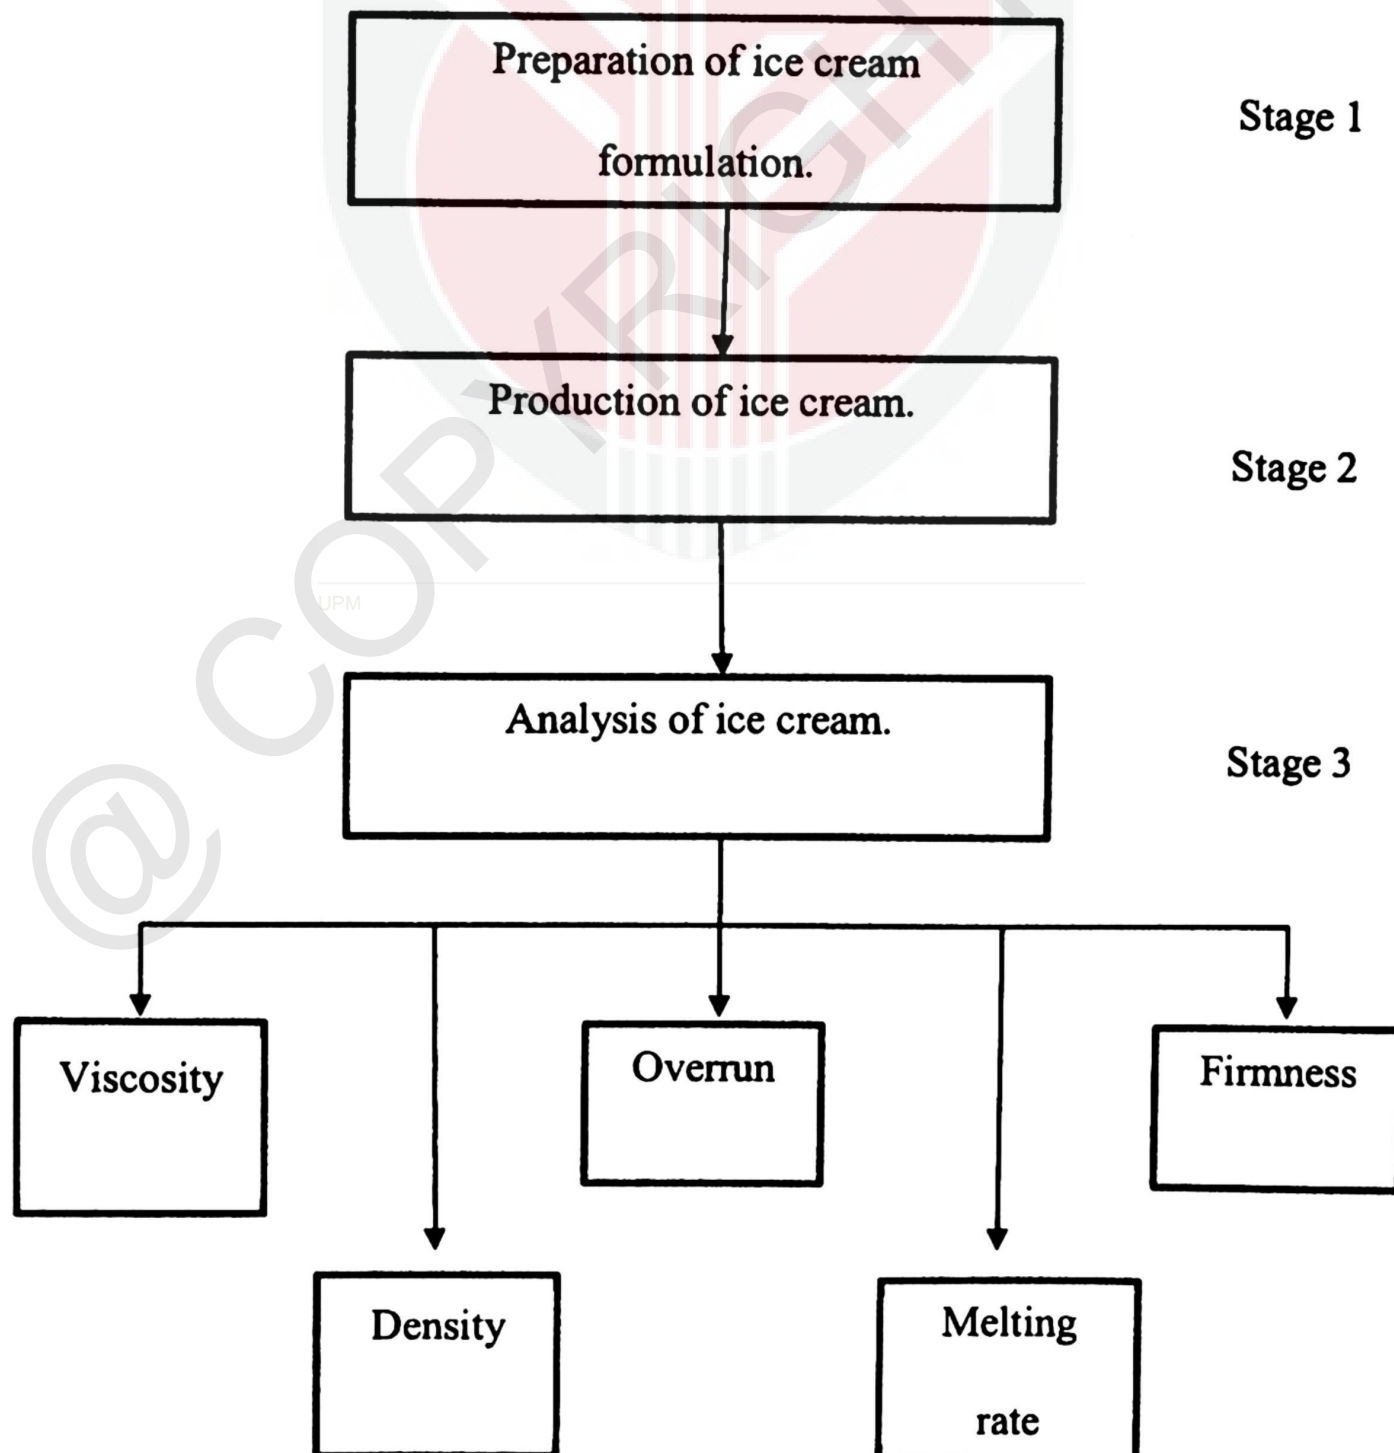 Preparation of ice cream
formulation.
Stage 1
Production of ice cream.
Stage 2
Analysis of ice cream.
Stage 3
Viscosity
Overrun
Firmness
Density
Melting
rate
@ COPYRIGHT
UPM